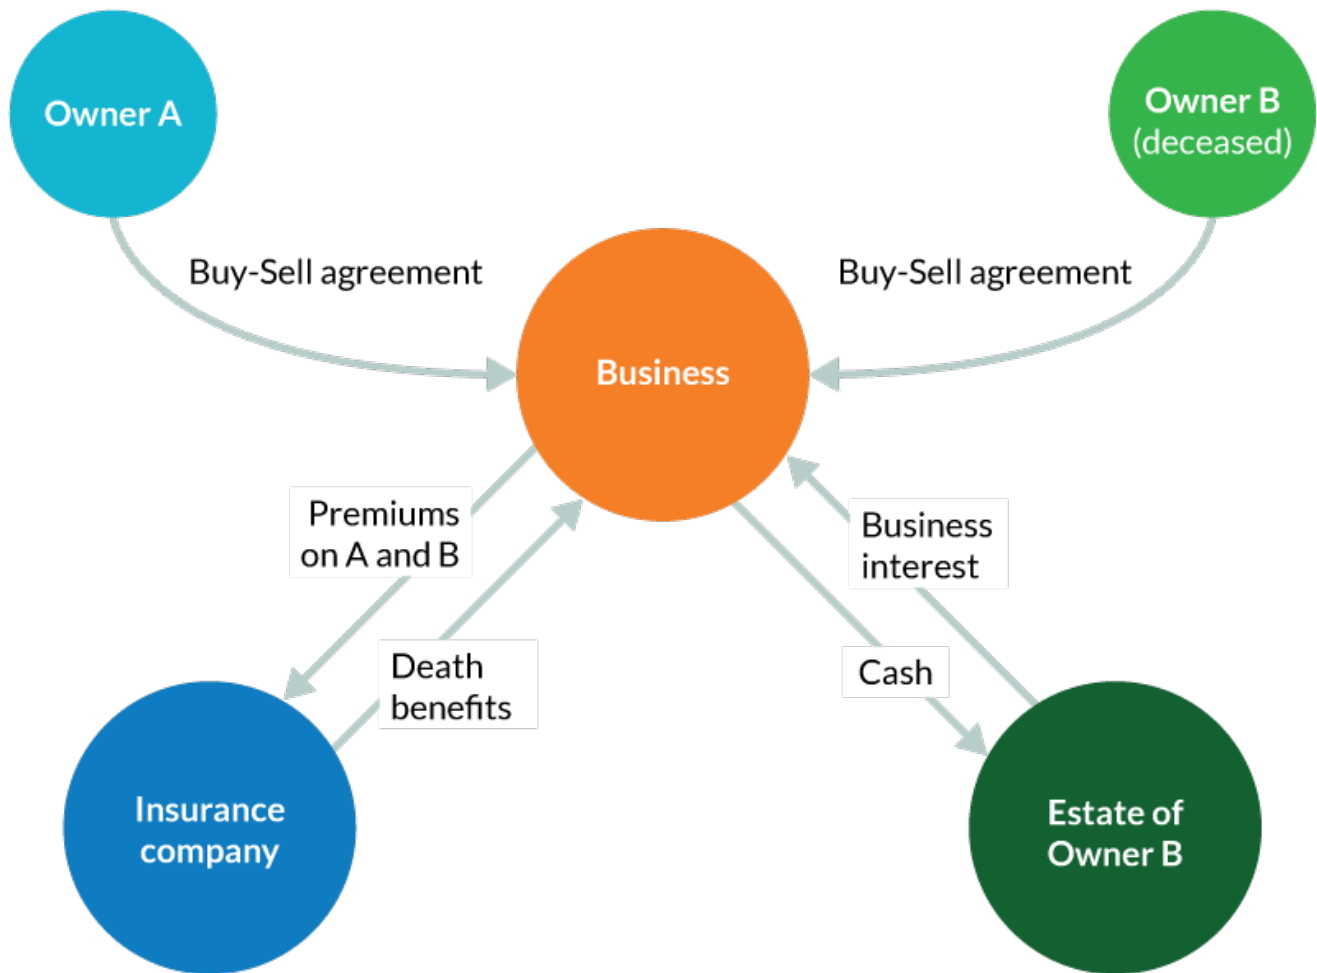 Owner A
Owner B
(deceased)
Buy-Sell agreement
Buy-Sell agreement
Business
Premiums
on A and B
Business
interest
Death
benefits
Cash
Insurance
company
Estate of
Owner B